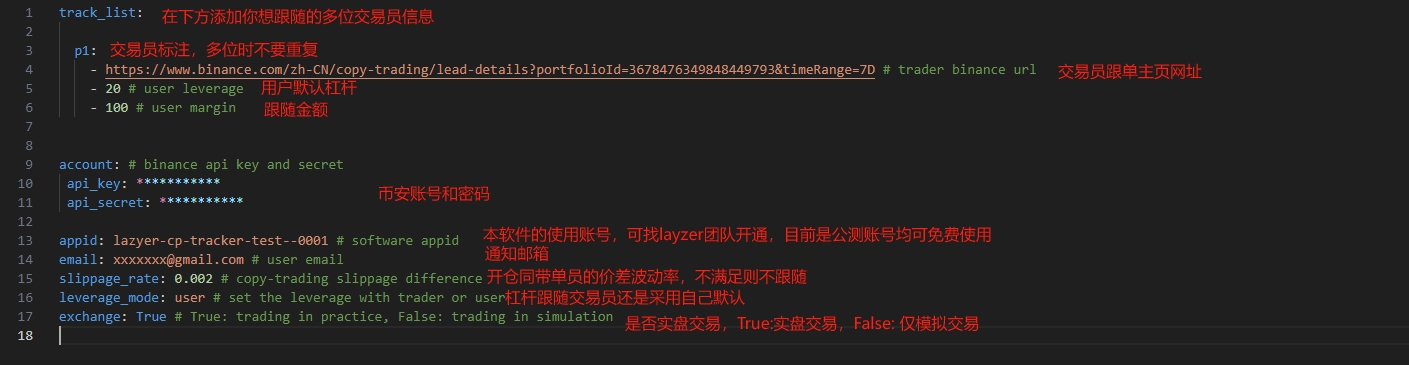 1 track_list: 在下方添加你想跟随的多位交易员信息
2
3 p1: 交易员标注，多位时不要重复
4 - https://www.binance.com/zh-CN/copy-trading/lead-details?portfolioId=3678476349848449793&timeRange=7D # trader binance url 交易员跟单主页网址
5 - 20 # user leverage 用户默认杠杆
6 - 100 # user margin 跟随金额
7
8
9 account: # binance api key and secret
10 api_key: ***********
币安账号和密码
11 api_secret: ***********
12
13 appid: lazyer-cp-tracker-test--0001 # software appid 本软件的使用账号，可找layzer团队开通，目前是公测账号均可免费使用
14 email: xxxxxxx@gmail.com # user email 通知邮箱
15 slippage_rate: 0.002 # copy-trading slippage difference 开仓同带单员的价差波动率，不满足则不跟随
16 leverage_mode: user # set the leverage with trader or user杠杆跟随交易员还是采用自己默认
17 exchange: True # True: trading in practice, False: trading in simulation 是否实盘交易，True:实盘交易，False: 仅模拟交易
18